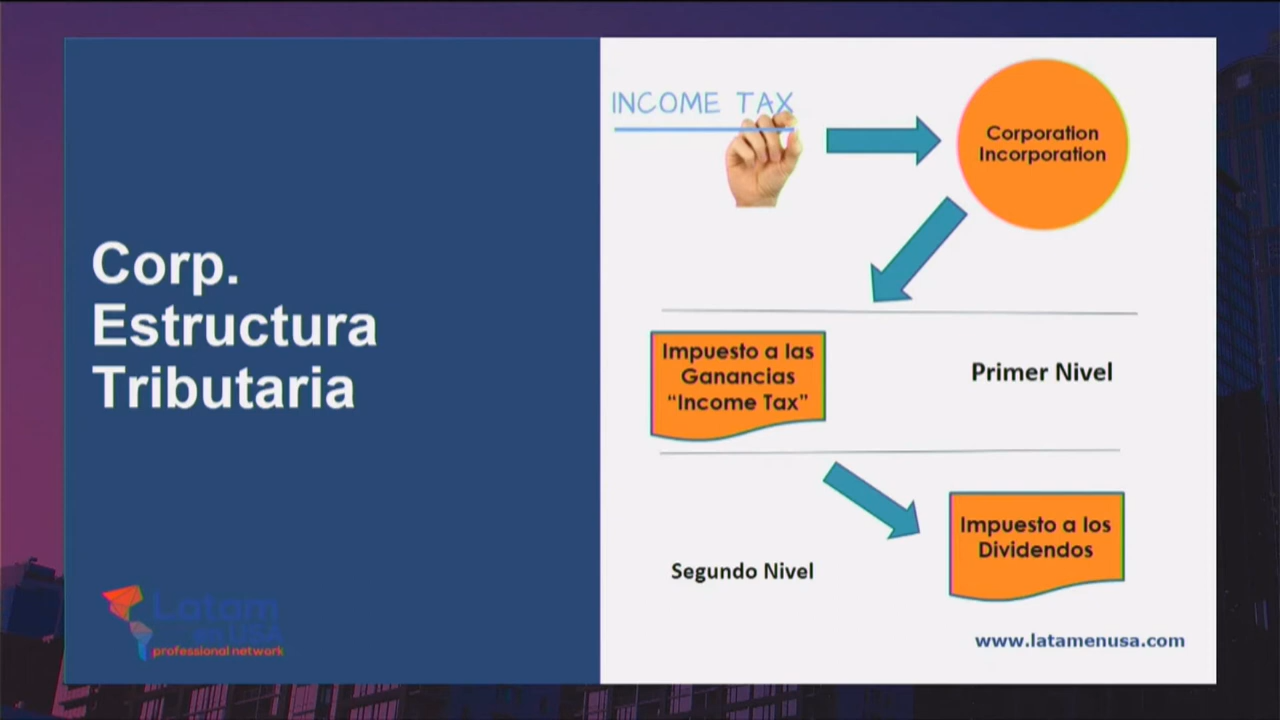 Corp.
Estructura
Tributaria
INCOME TAX
Corporation
Incorporation
Impuesto a las
Ganancias
“Income Tax”
Primer Nivel
Segundo Nivel
Impuesto a los
Dividendos
Latam
en USA
professional network
www.latamenusa.com